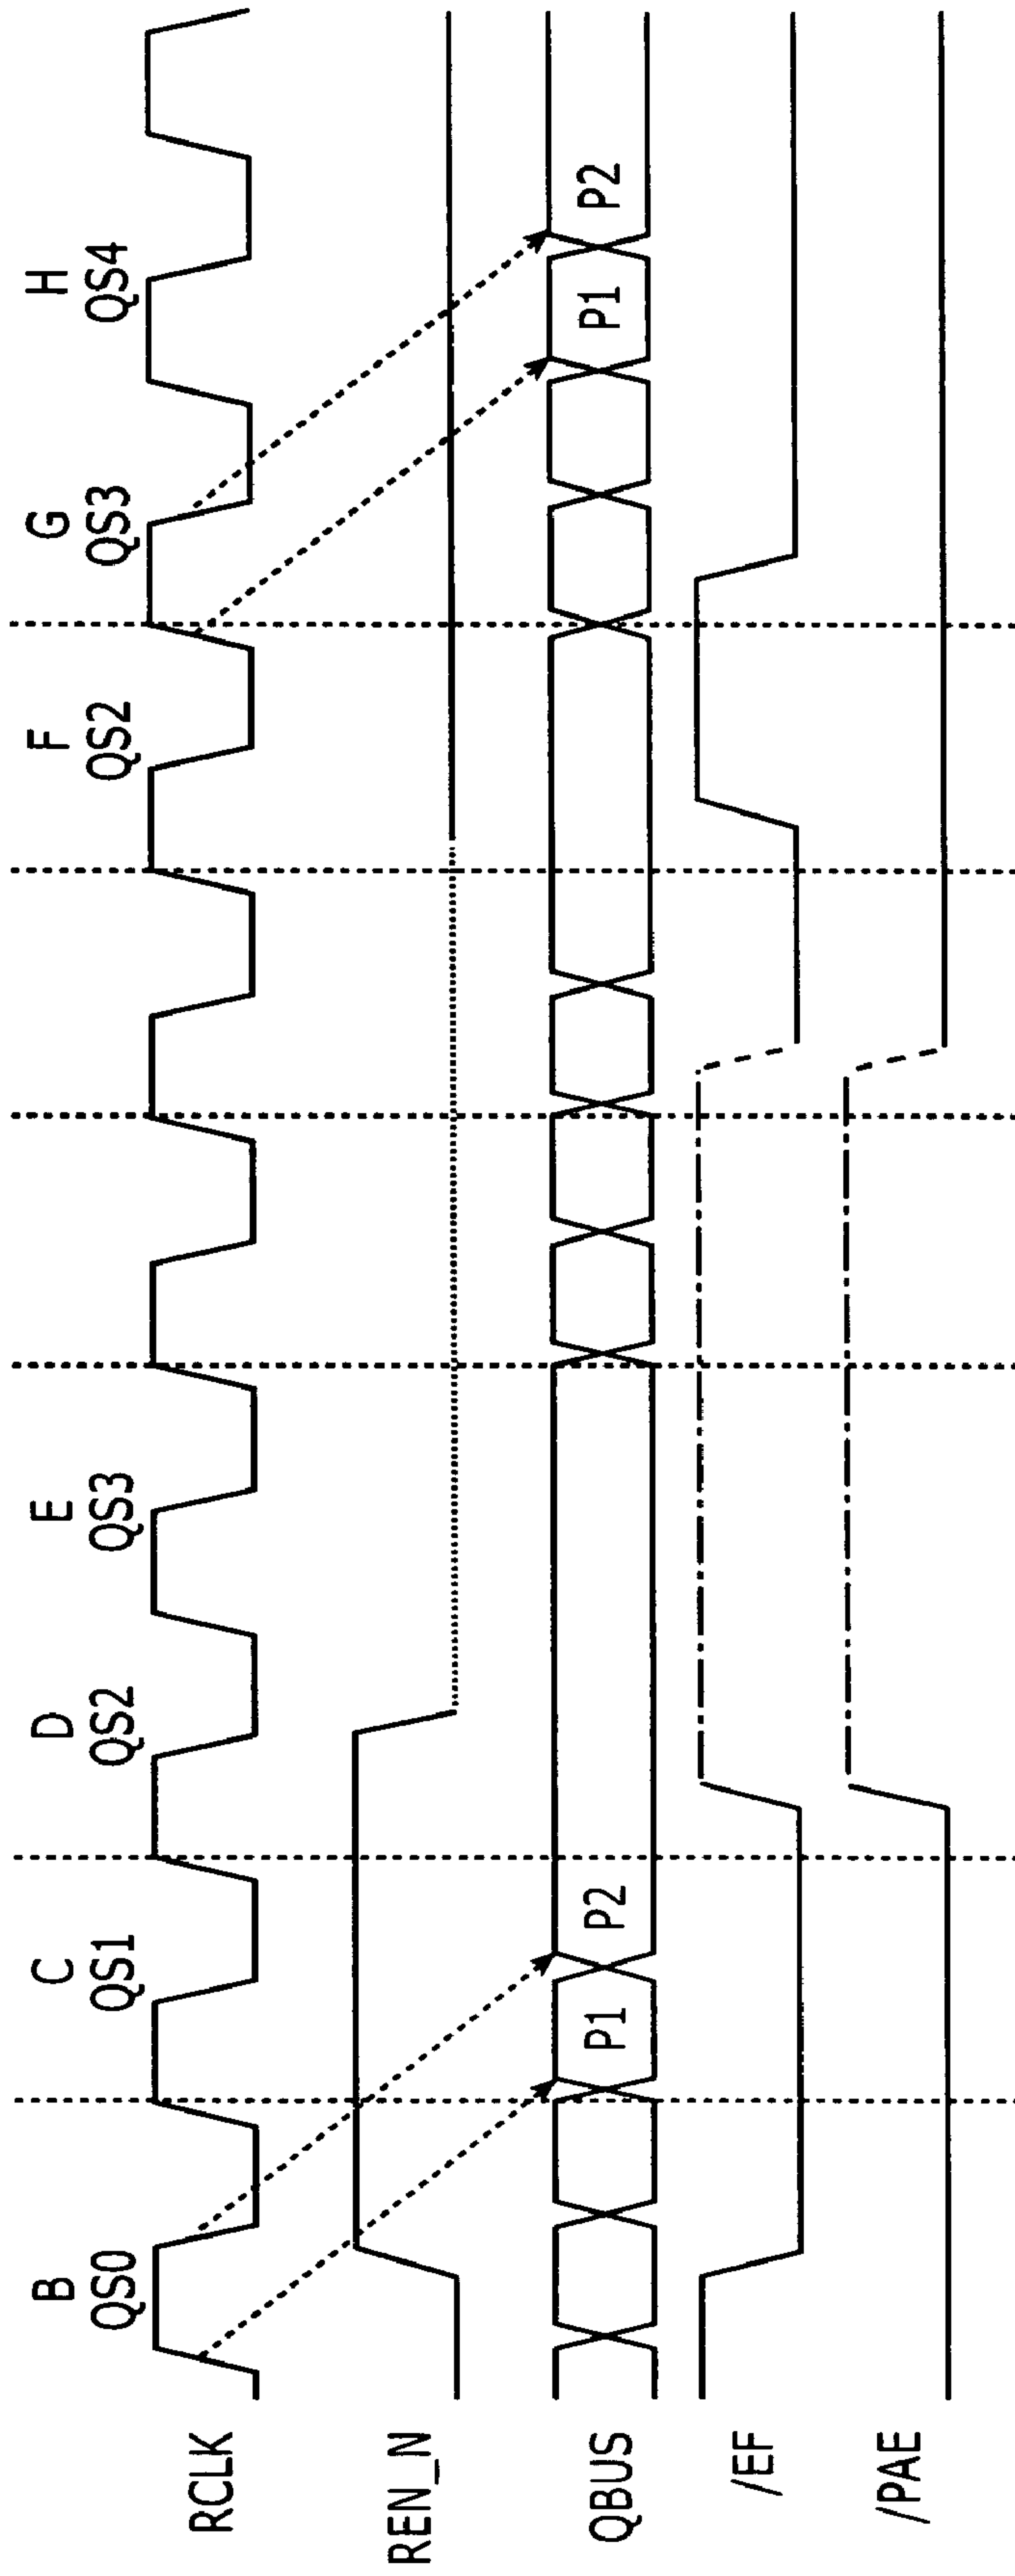 B C D E F G H
QS0 QS1 QS2 QS3 QS2 QS3 QS4
RCLK
REN_N
QBUS P1 P2 P1 P2
/EF
/PAE